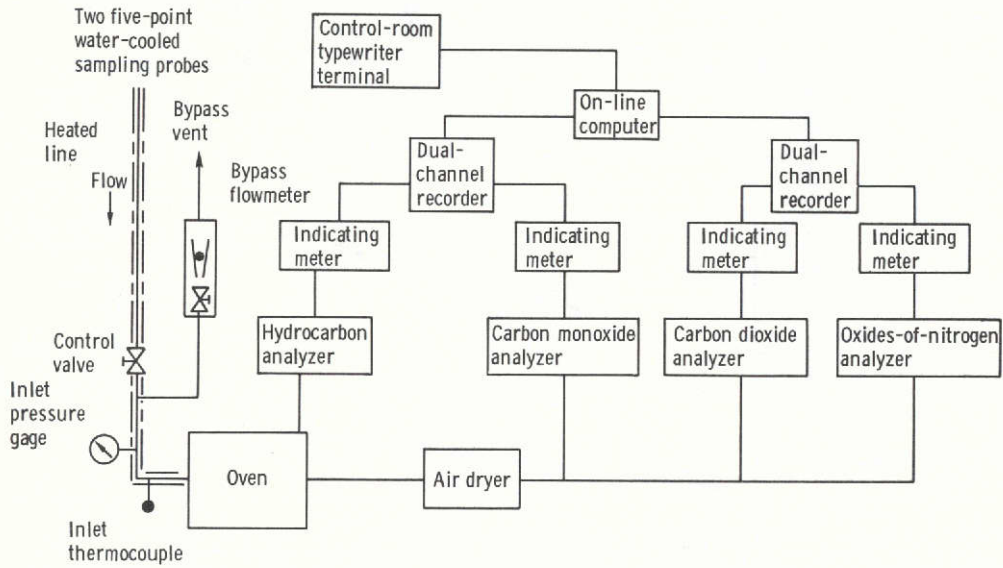 Two five-point
water-cooled
sampling probes
Control-room
typewriter
terminal
Bypass
vent
On-line
computer
Heated
line
Flow
Bypass
flowmeter
Dual-
channel
recorder
Dual-
channel
recorder
Indicating
meter
Indicating
meter
Indicating
meter
Indicating
meter
Control
valve
Hydrocarbon
analyzer
Carbon monoxide
analyzer
Carbon dioxide
analyzer
Oxides-of-nitrogen
analyzer
Inlet
pressure
gage
Oven
Air dryer
Inlet
thermocouple